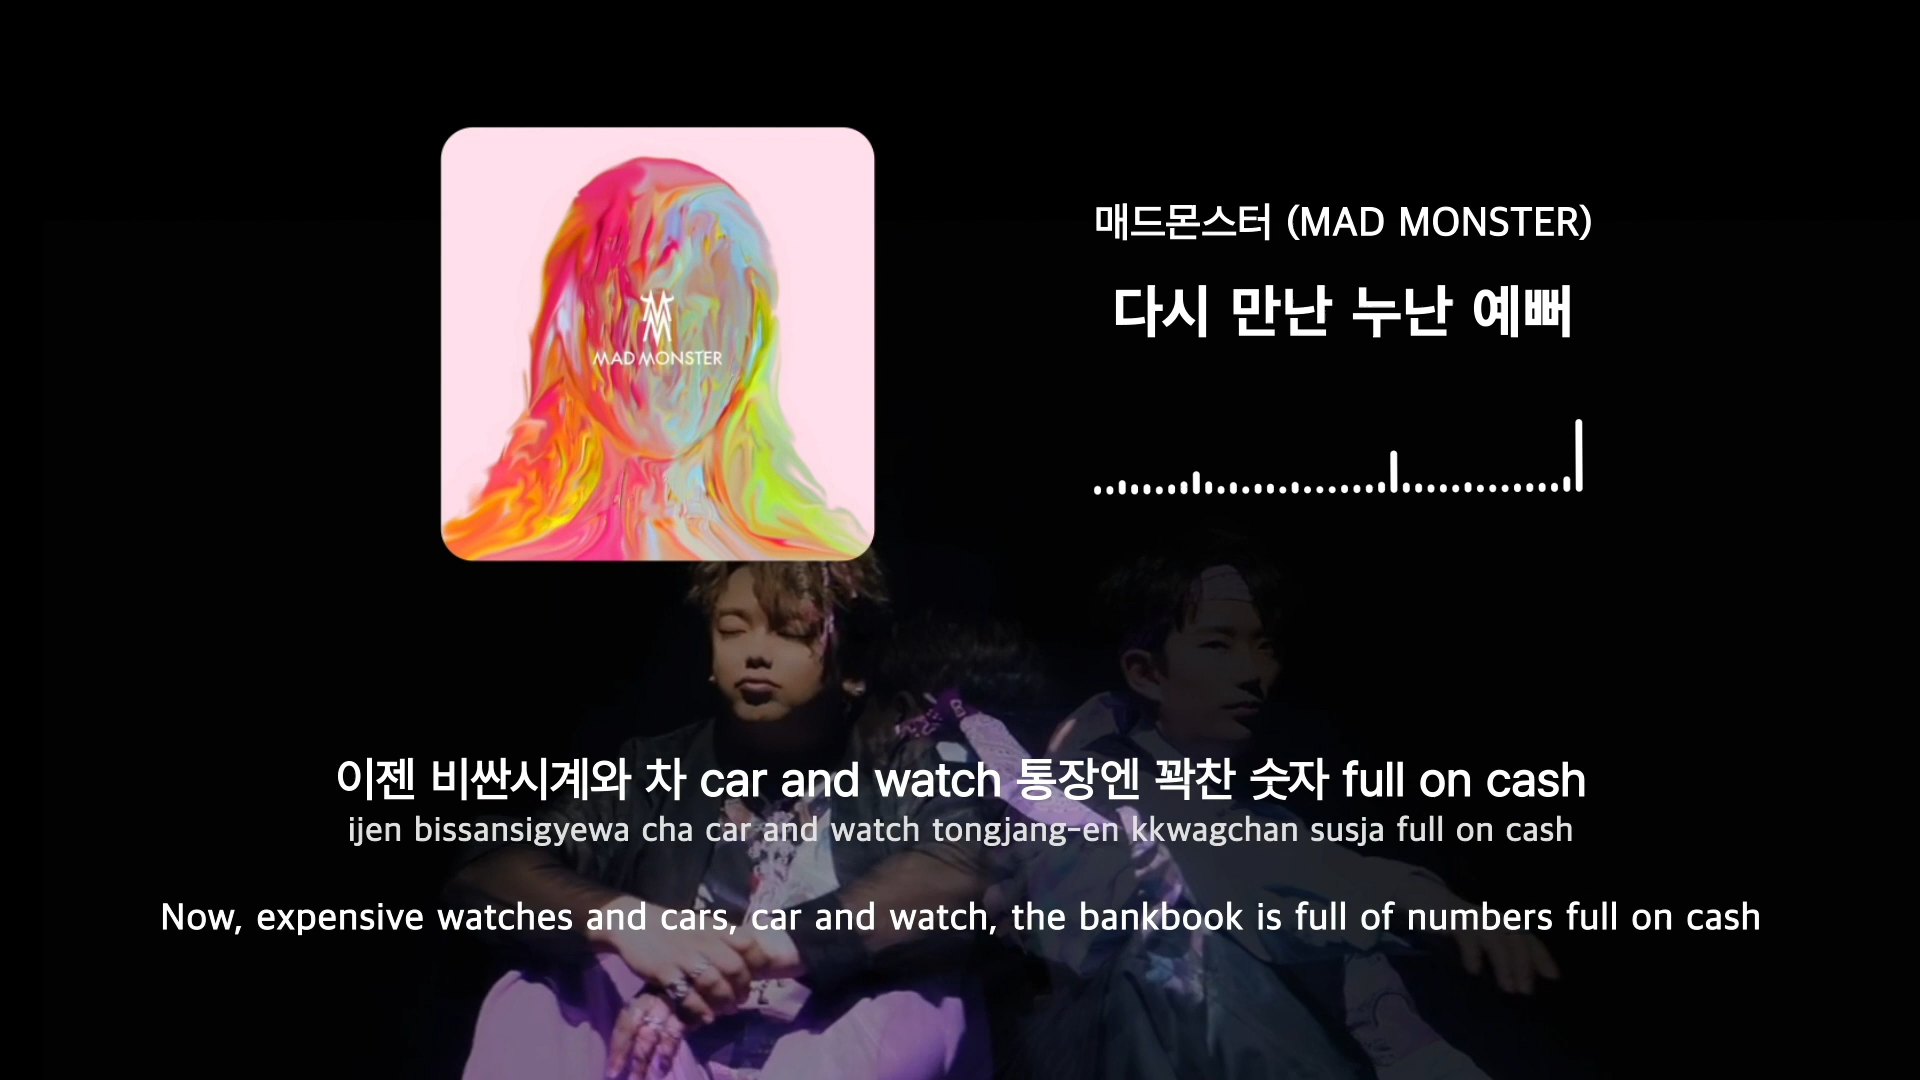 MAD MONSTER
매드몬스터 (MAD MONSTER)
다시 만난 누난 예뻐
이젠 비싼시계와 차 car and watch 통장엔 꽉찬 숫자 full on cash
ijen bissansigyewa cha car and watch tongjang-en kkwagchan susja full on cash
Now, expensive watches and cars, car and watch, the bankbook is full of numbers full on cash